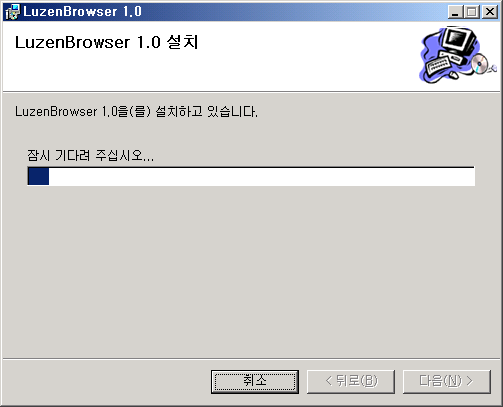 LuzenBrowser 1.0
LuzenBrowser 1.0 설치
LuzenBrowser 1.0을(를) 설치하고 있습니다.
잠시 기다려 주십시오...
취소
< 뒤로(B)
다음(N) >